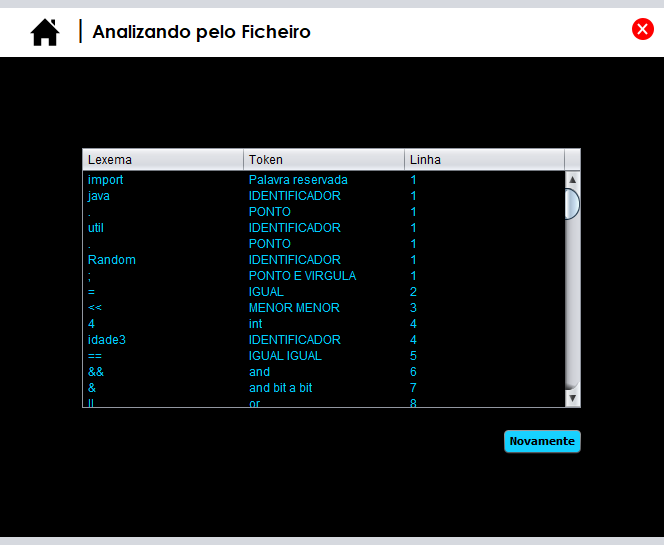 Analizando pelo Ficheiro
Lexema Token Linha
import Palavra reservada 1
java IDENTIFICADOR 1
. PONTO 1
util IDENTIFICADOR 1
. PONTO 1
Random IDENTIFICADOR 1
; PONTO E VIRGULA 1
= IGUAL 2
<< MENOR MENOR 3
4 int 4
idade3 IDENTIFICADOR 4
== IGUAL IGUAL 5
&& and 6
& and bit a bit 7
|| or 8
Novamente